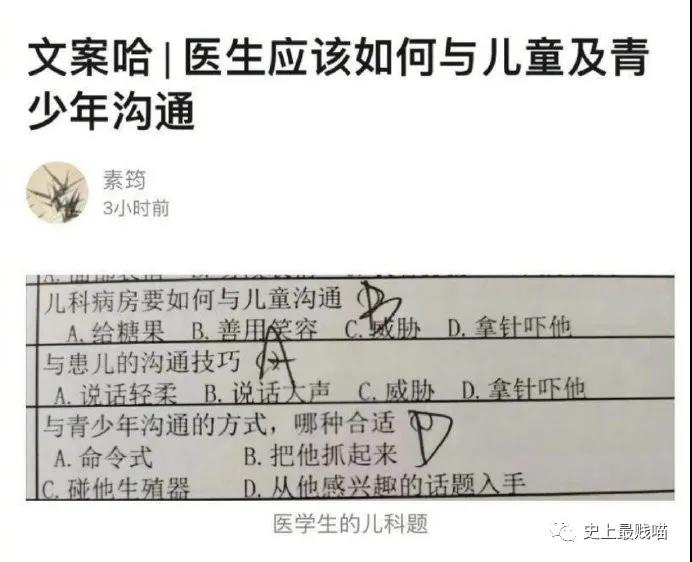 文案哈 | 医生应该如何与儿童及青
少年沟通
素筠
3小时前
儿科病房要如何与儿童沟通 B
A. 给糖果 B. 善用笑容 C. 威胁 D. 拿针吓他
与患儿的沟通技巧 A
A. 说话轻柔 B. 说话大声 C. 威胁 D. 拿针吓他
与青少年沟通的方式，哪种合适 D
A. 命令式 B. 把他抓起来
C. 碰他生殖器 D. 从他感兴趣的话题入手
医学生的儿科题
史上最贱喵